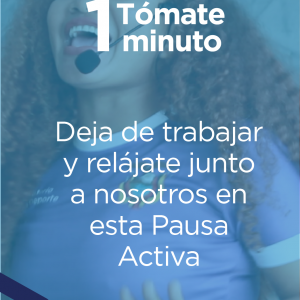 1 Tómate
minuto
Deja de trabajar
y relájate junto
a nosotros en
esta Pausa
Activa